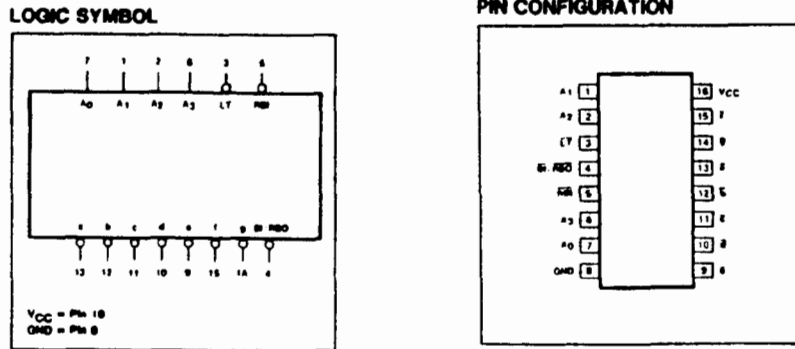 LOGIC SYMBOL
7 1 2 6 3 5
A0 A1 A2 A3 LT RBI
a b c d e f g BI RBO
13 12 11 10 9 15 1A 4
VCC = Pin 16
GND = Pin 8
PIN CONFIGURATION
A1 1
A2 2
LT 3
BI/RBO 4
RBI 5
A3 6
A0 7
GND 8
16 VCC
15
14
13
12
11
10
9